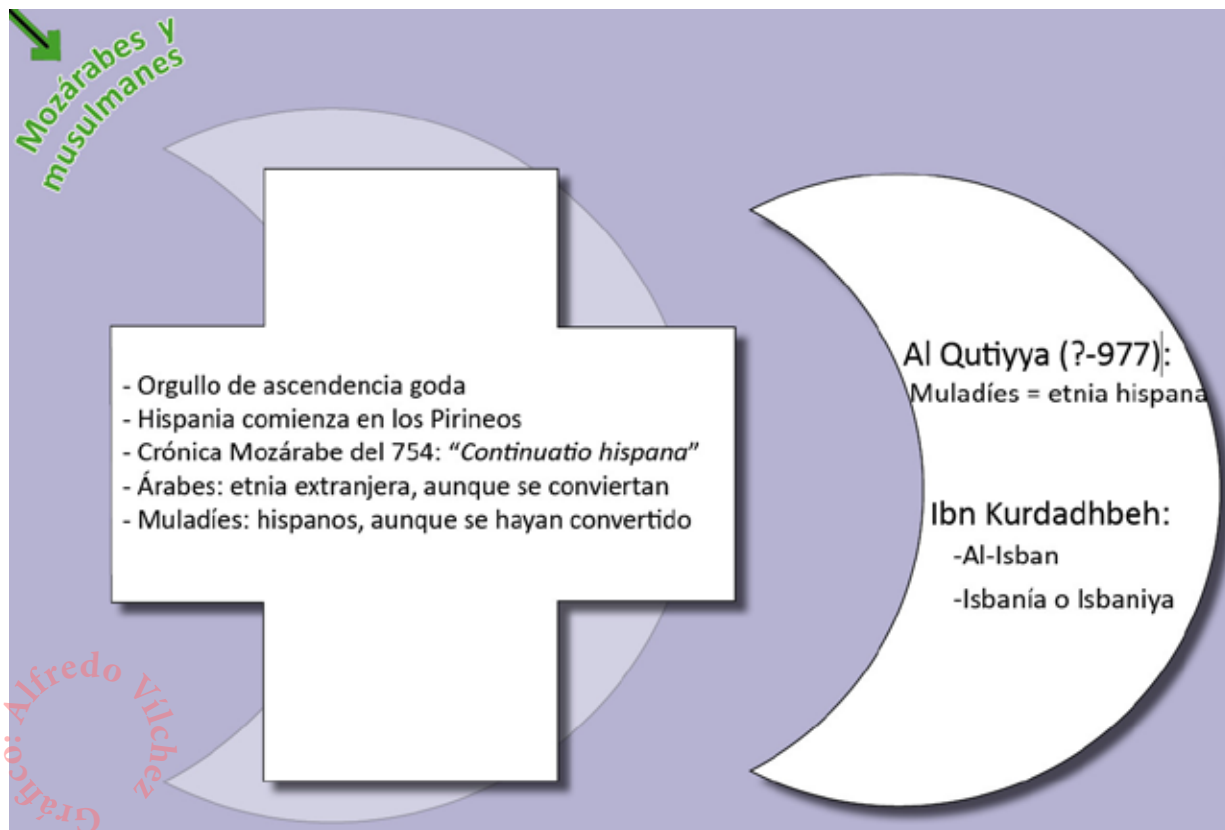 Mozárabes y
musulmanes
- Orgullo de ascendencia goda
- Hispania comienza en los Pirineos
- Crónica Mozárabe del 754: “Continuatio hispana”
- Árabes: etnia extranjera, aunque se conviertan
- Muladíes: hispanos, aunque se hayan convertido
Al Qutiyya (?-977):
Muladíes = etnia hispana
Ibn Kurdadhbeh:
-Al-Isban
-Isbanía o Isbaniya
Gráfico: Alfredo Vílchez